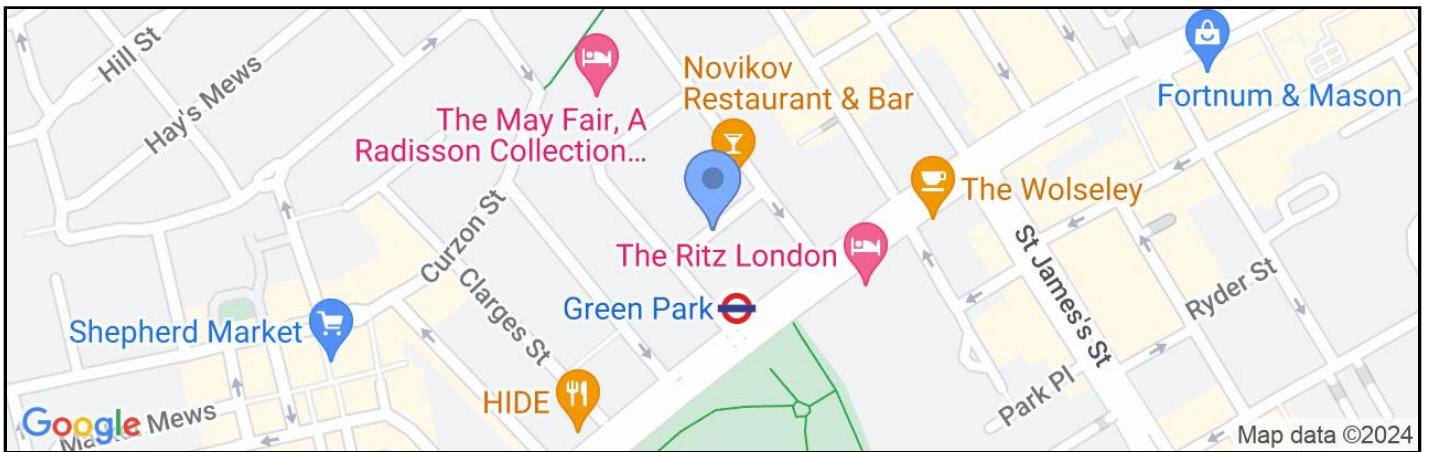 Hill St
Hay's Mews
The May Fair, A
Radisson Collection...
Novikov
Restaurant & Bar
Fortnum & Mason
The Wolseley
Curzon St
The Ritz London
St James's St
Ryder St
Clarges St
Green Park
Shepherd Market
HIDE
Park Pl
Google
Mews
Map data ©2024